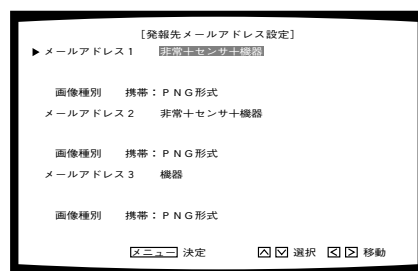 ［発報先メールアドレス設定］
▶メールアドレス１　非常＋センサ＋機器
画像種別　携帯：ＰＮＧ形式
メールアドレス２　非常＋センサ＋機器
画像種別　携帯：ＰＮＧ形式
メールアドレス３　機器
画像種別　携帯：ＰＮＧ形式
メニュー 決定　∧ ∨ 選択　＜ ＞ 移動